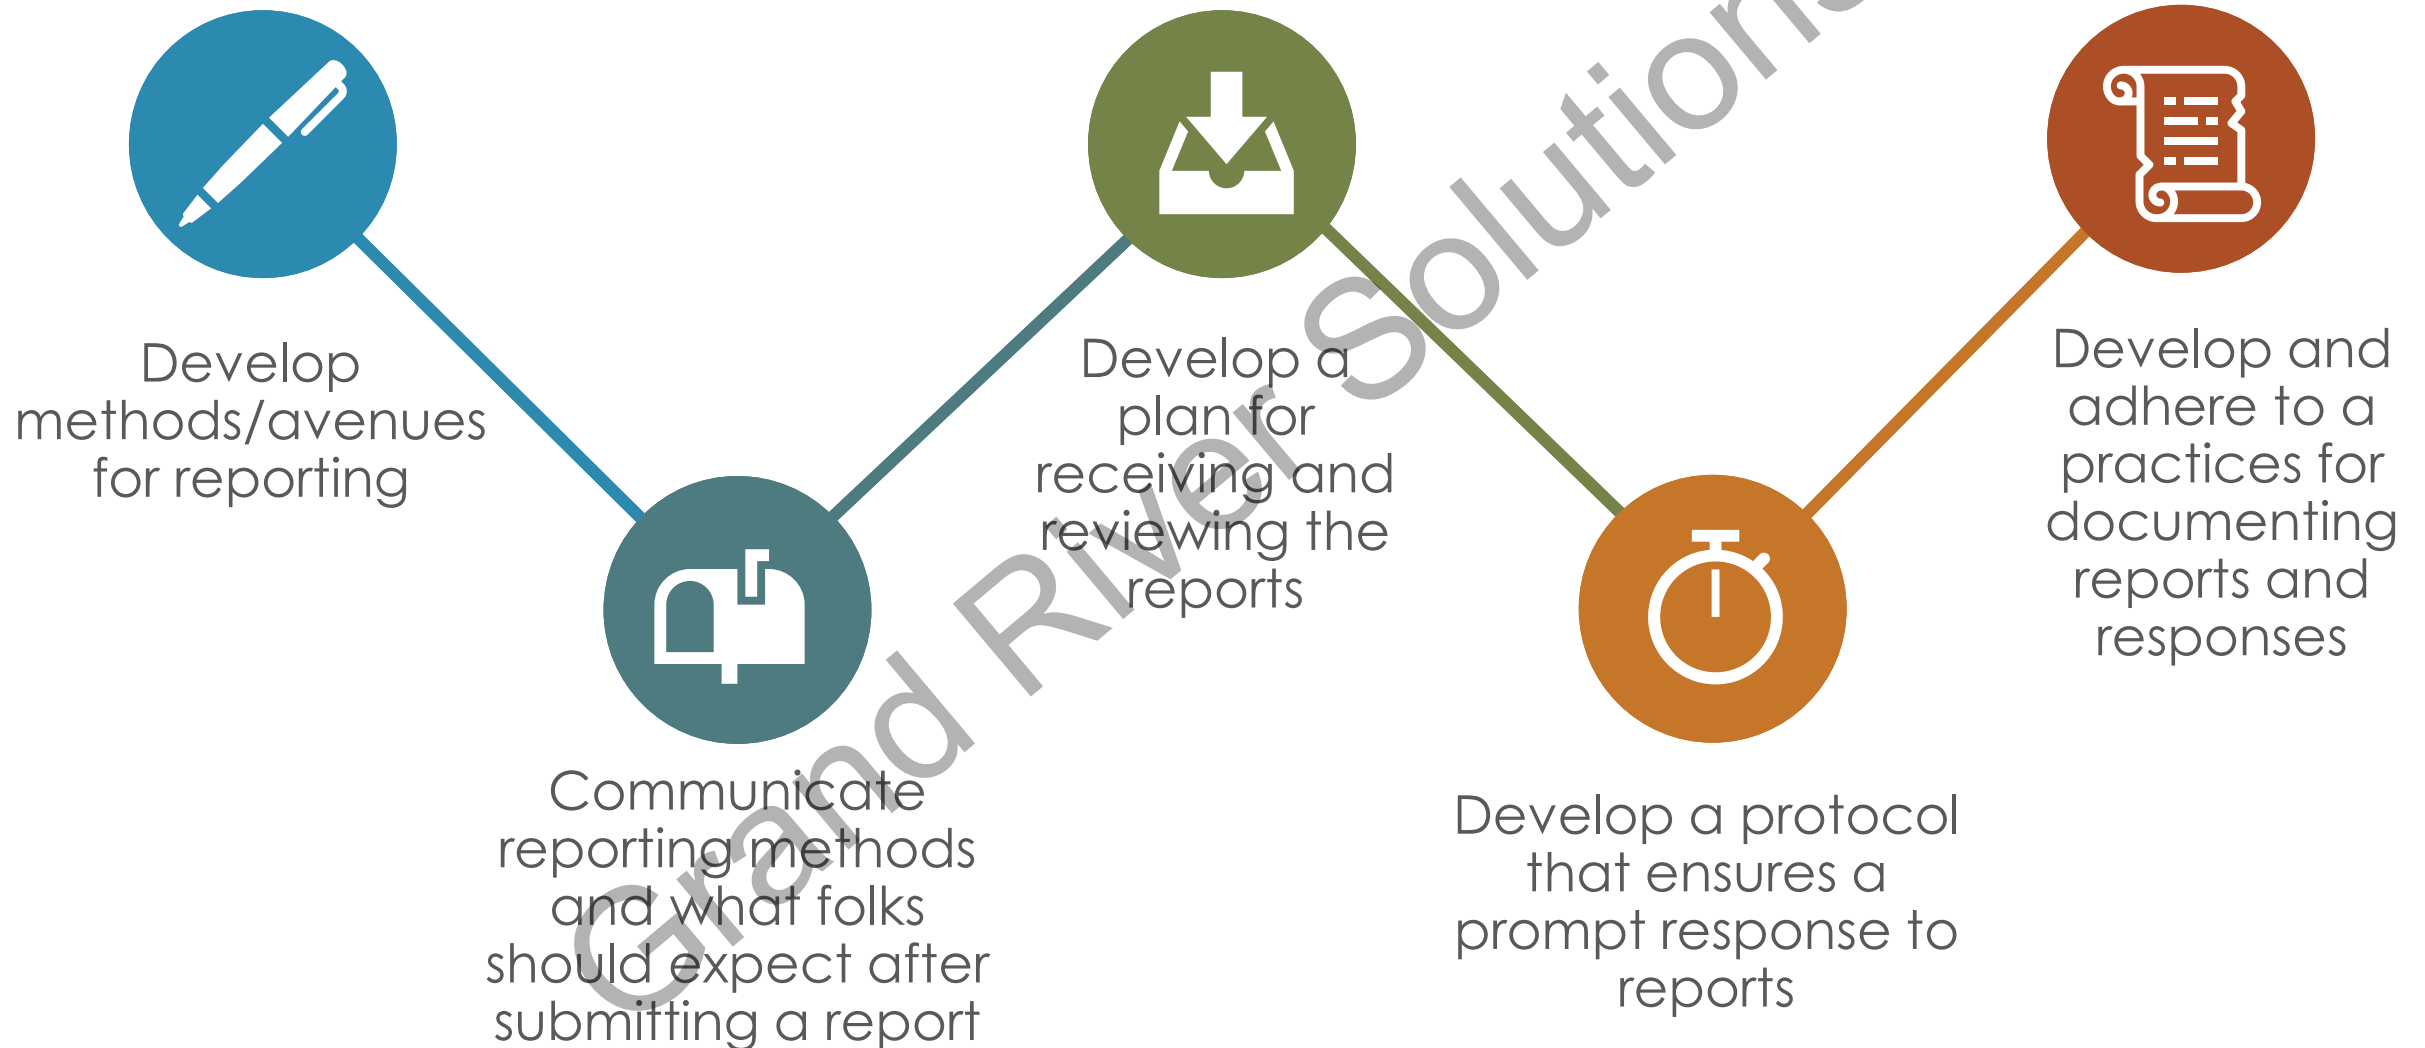 Develop
methods/avenues
for reporting
Communicate
reporting methods
and what folks
should expect after
submitting a report
Develop a
plan for
receiving and
reviewing the
reports
Develop a protocol
that ensures a
prompt response to
reports
Develop and
adhere to a
practices for
documenting
reports and
responses
Grand River Solutions